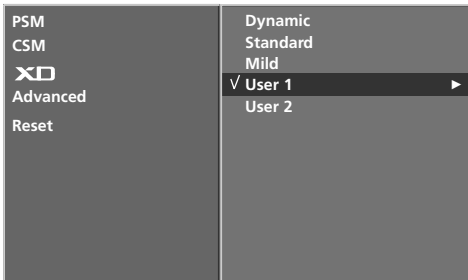 PSM
CSM
XD
Advanced
Reset
Dynamic
Standard
Mild
√ User 1 ►
User 2